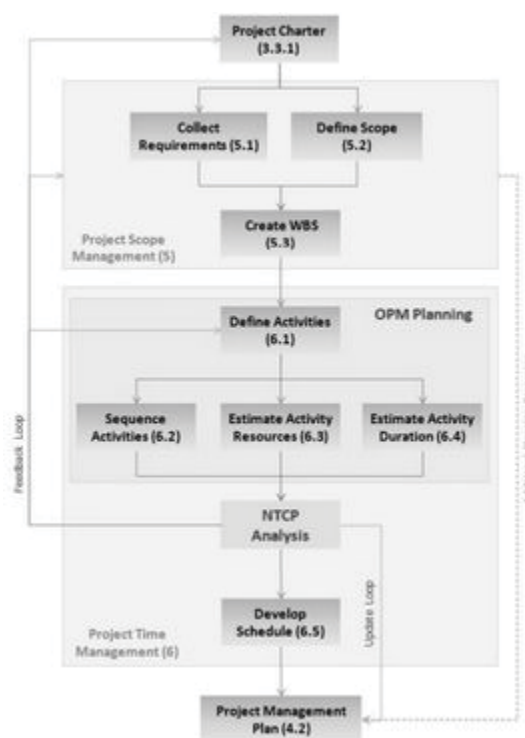 Project Charter
(3.3.1)
Collect
Requirements (5.1)
Define Scope
(5.2)
Create WBS
(5.3)
Project Scope
Management (5)
OPM Planning
Define Activities
(6.1)
Sequence
Activities (6.2)
Estimate Activity
Resources (6.3)
Estimate Activity
Duration (6.4)
Feedback Loop
NTCP
Analysis
Update Loop
Develop
Schedule (6.5)
Project Time
Management (6)
Project Management
Plan (4.2)